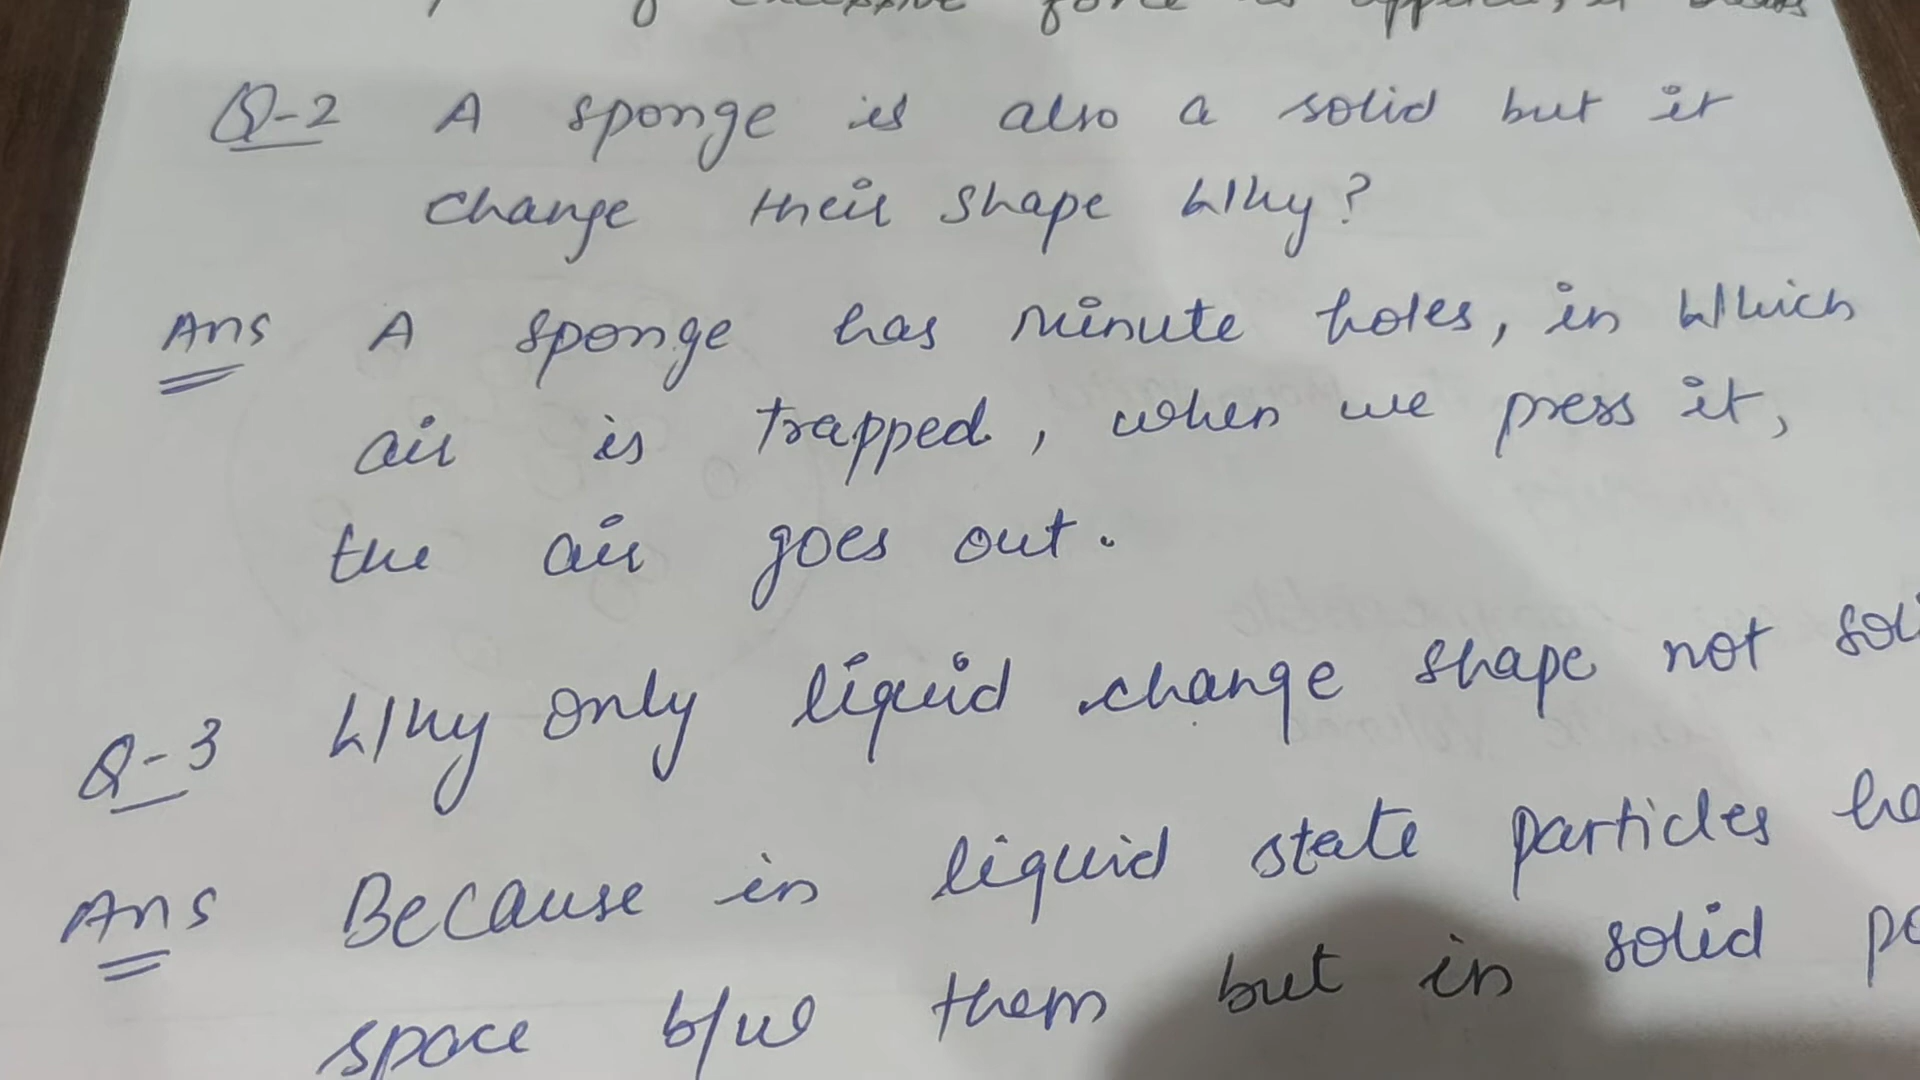 force is
Q-2 A sponge is also a solid but it
change their shape Why?
Ans A sponge has minute holes, in which
air is trapped, when we press it,
the air goes out.
Q-3 Why only liquid change shape not
Ans Because in liquid state particles
space b/w them but in solid